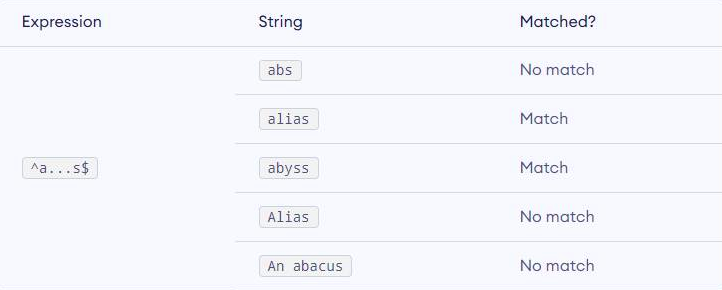 Expression String Matched?
abs No match
alias Match
^a...s$ abyss Match
Alias No match
An abacus No match